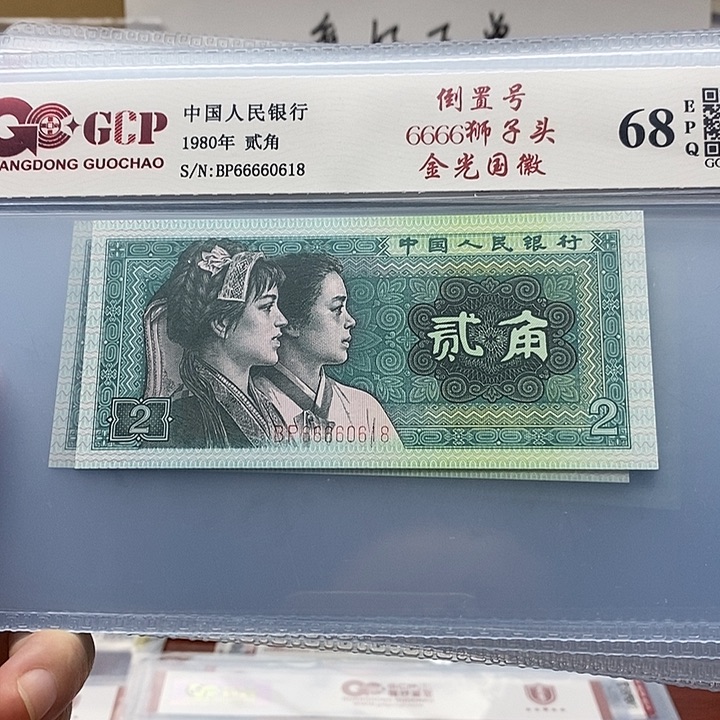 GCP
ANGDONG GUOCHAO
中国人民银行
1980年 贰角
S/N:BP66660618
倒置号
6666狮子头
金光国徽
68
EPQ
GC
中国人民银行
贰角
2
BP66660618
2